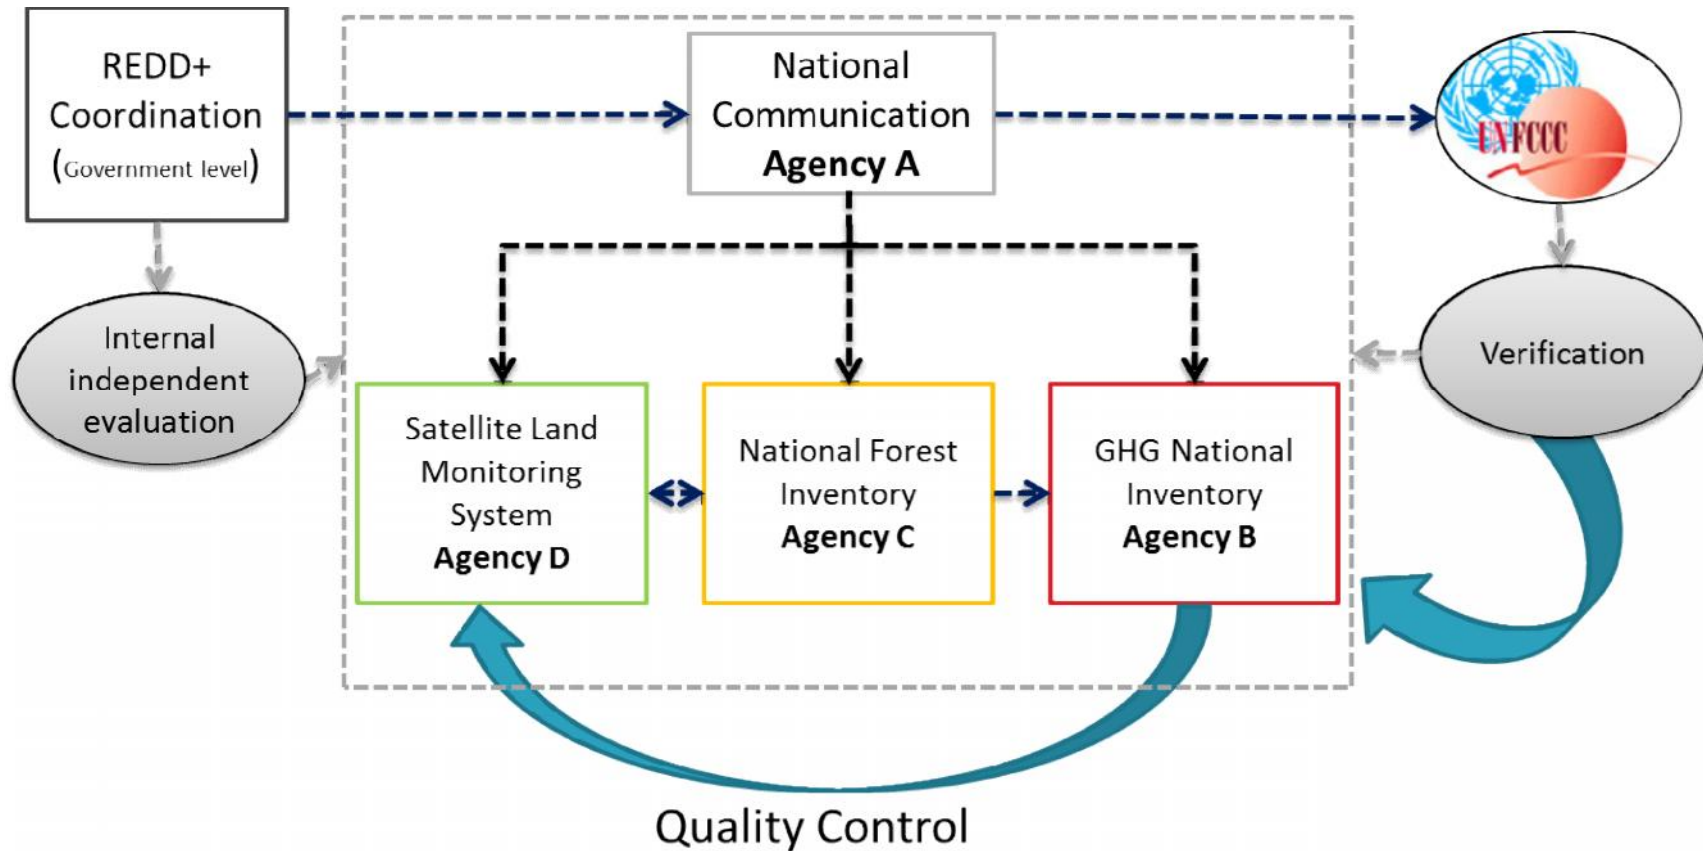 REDD+
Coordination
(Government level)
National
Communication
Agency A
UNFCCC
Internal
independent
evaluation
Verification
Satellite Land
Monitoring
System
Agency D
National Forest
Inventory
Agency C
GHG National
Inventory
Agency B
Quality Control